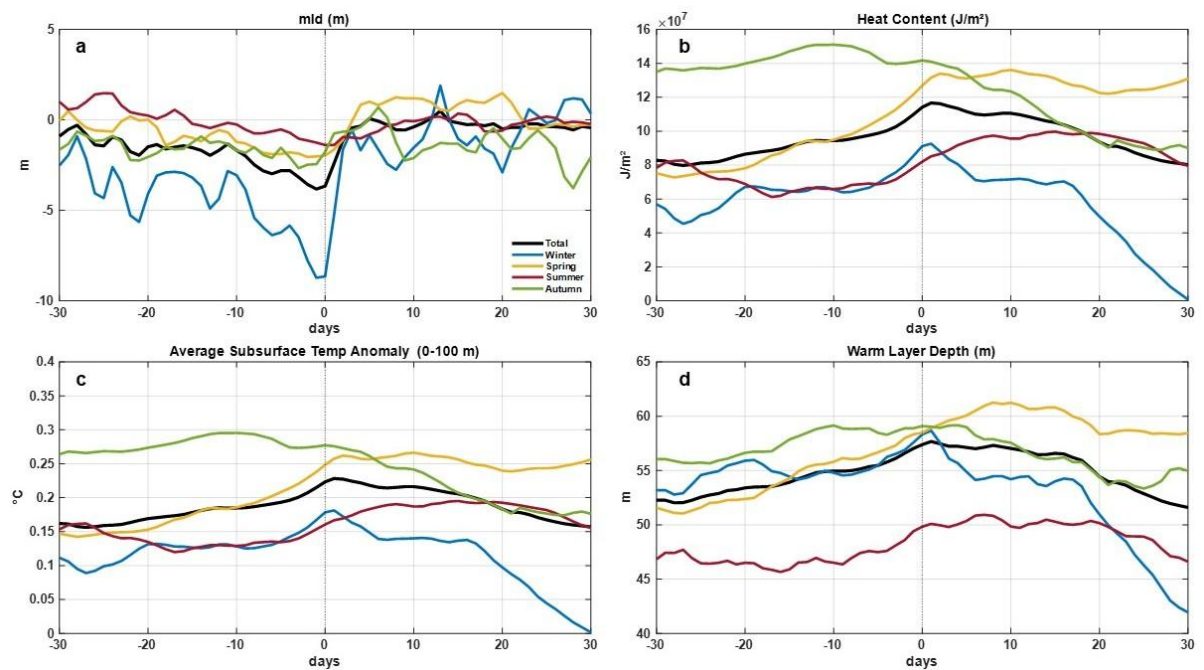 mld (m)
a
5
0
-5
-10
m
-30
-20
-10
0
10
20
30
days
Total
Winter
Spring
Summer
Autumn
Heat Content (J/m²)
×10⁷
b
16
14
12
10
8
6
4
2
0
J/m²
-30
-20
-10
0
10
20
30
days
Average Subsurface Temp Anomaly (0-100 m)
c
0.4
0.35
0.3
0.25
0.2
0.15
0.1
0.05
0
°C
-30
-20
-10
0
10
20
30
days
Warm Layer Depth (m)
d
65
60
55
50
45
40
m
-30
-20
-10
0
10
20
30
days